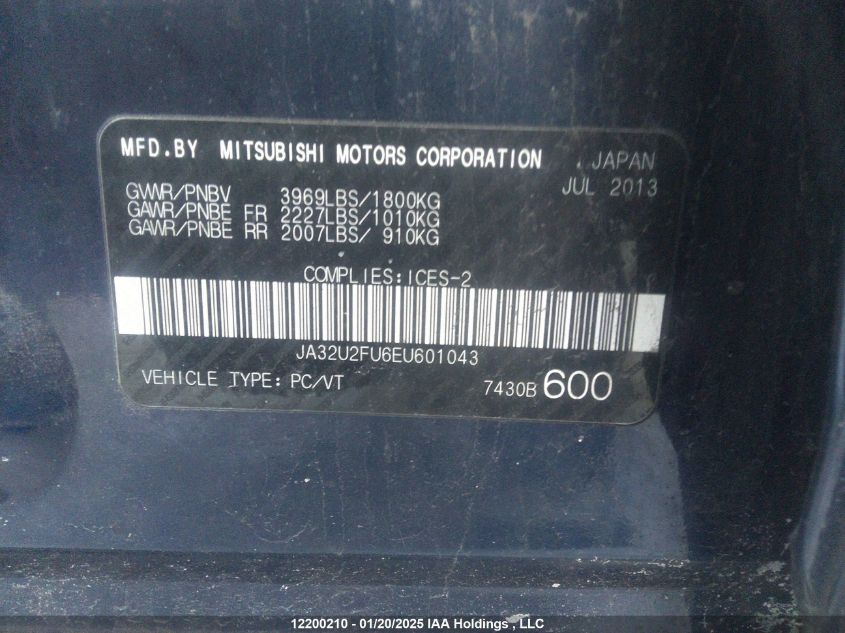 MFD.BY MITSUBISHI MOTORS CORPORATION . JAPAN
JUL 2013
GVWR/PNBV 3969LBS/1800KG
GAWR/PNBE FR 2227LBS/1010KG
GAWR/PNBE RR 2007LBS/ 910KG
COMPLIES:ICES-2
JA32U2FU6EU601043
VEHICLE TYPE: PC/VT 7430B 600
12200210 - 01/20/2025 IAA Holdings , LLC